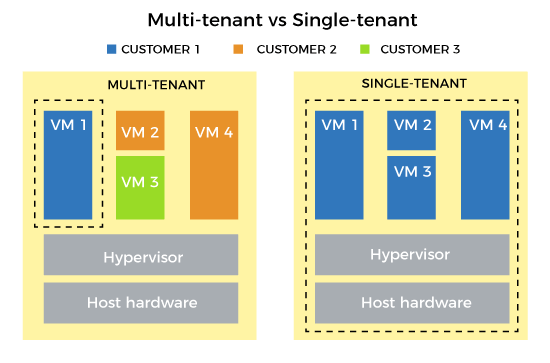 Multi-tenant vs Single-tenant
CUSTOMER 1 CUSTOMER 2 CUSTOMER 3
MULTI-TENANT
VM 1
VM 2
VM 4
VM 3
Hypervisor
Host hardware
SINGLE-TENANT
VM 1
VM 2
VM 4
VM 3
Hypervisor
Host hardware